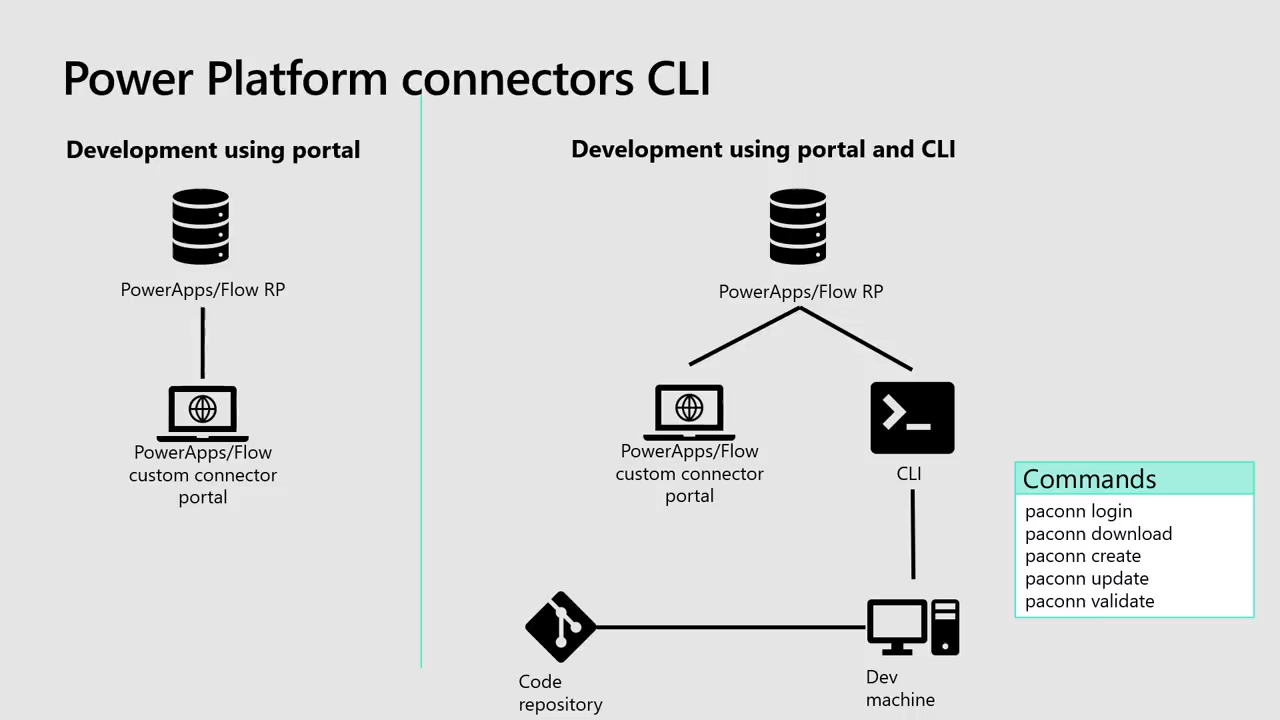 Power Platform connectors CLI
Development using portal
PowerApps/Flow RP
PowerApps/Flow
custom connector
portal
Development using portal and CLI
PowerApps/Flow RP
PowerApps/Flow
custom connector
portal
CLI
Commands
paconn login
paconn download
paconn create
paconn update
paconn validate
Code
repository
Dev
machine